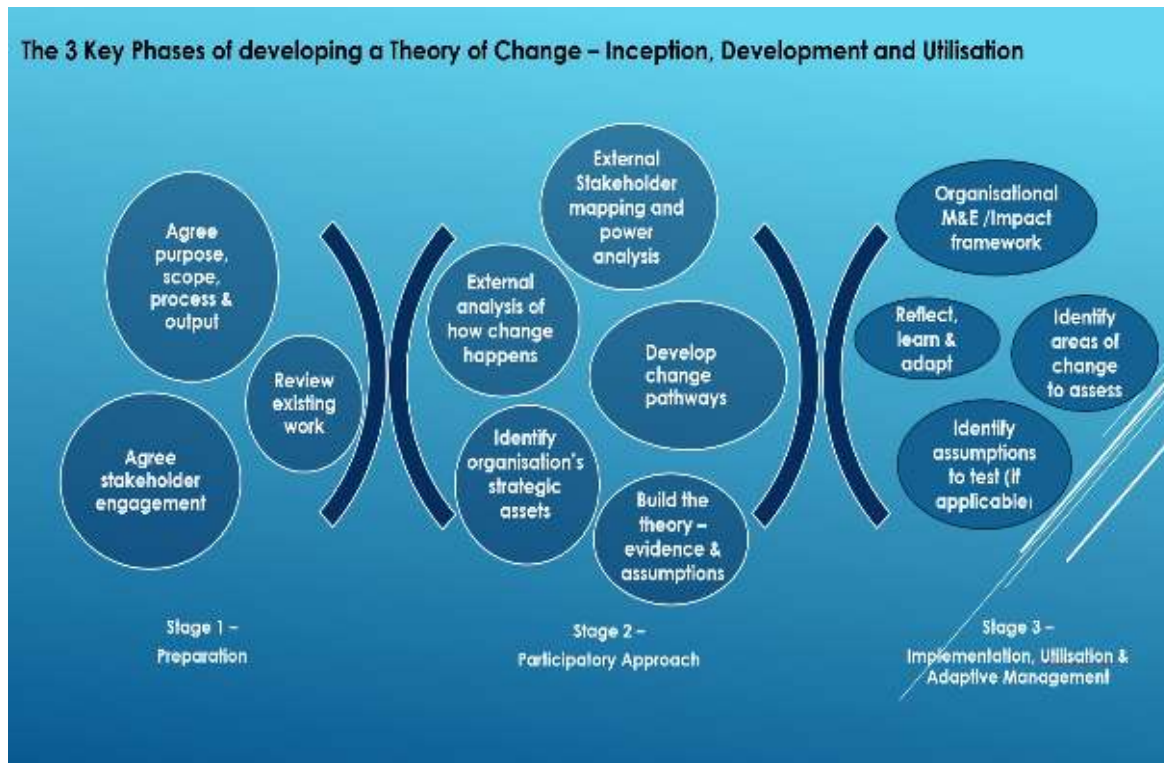 The 3 Key Phases of developing a Theory of Change – Inception, Development and Utilisation
Agree
purpose,
scope,
process &
output
Review
existing
work
Agree
stakeholder
engagement
External
Stakeholder
mapping and
power
analysis
External
analysis of
how change
happens
Develop
change
pathways
Identify
organisation's
strategic
assets
Build the
theory –
evidence &
assumptions
Organisational
M&E /Impact
framework
Reflect,
learn &
adapt
Identify
areas of
change
to assess
Identify
assumptions
to test (if
applicable)
Stage 1 –
Preparation
Stage 2 –
Participatory Approach
Stage 3 –
Implementation, Utilisation &
Adaptive Management